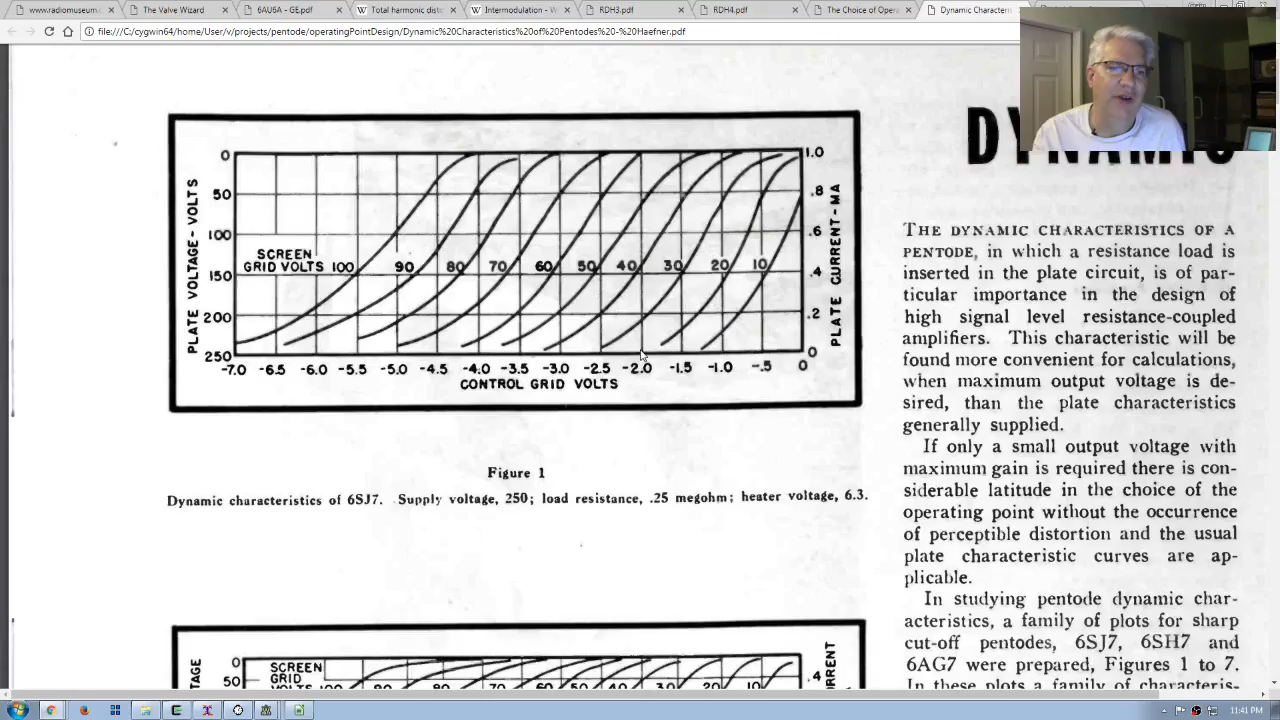 www.radiomuseum.
The Valve Wizard
6AU6A - GE.pdf
Total harmonic dist
Intermodulation - W
RDH3.pdf
RDH4.pdf
The Choice of Opera
Dynamic Charactern
file:///C:/cygwin64/home/User/v/projects/pentode/operatingPointDesign/Dynamic%20Characteristics%20of%20Pentodes%20-%20Haefner.pdf
PLATE VOLTAGE - VOLTS
0
50
100
150
200
250
SCREEN
GRID VOLTS 100 90 80 70 60 50 40 30 20 10
1.0
.8
.6
.4
.2
0
PLATE CURRENT - MA
-7.0 -6.5 -6.0 -5.5 -5.0 -4.5 -4.0 -3.5 -3.0 -2.5 -2.0 -1.5 -1.0 -.5 0
CONTROL GRID VOLTS
Figure 1
Dynamic characteristics of 6SJ7. Supply voltage, 250; load resistance, .25 megohm; heater voltage, 6.3.
0
50
SCREEN
GRID
.4
DYNAMIC
THE DYNAMIC CHARACTERISTICS OF A
PENTODE, in which a resistance load is
inserted in the plate circuit, is of par-
ticular importance in the design of
high signal level resistance-coupled
amplifiers. This characteristic will be
found more convenient for calculations,
when maximum output voltage is de-
sired, than the plate characteristics
generally supplied.
If only a small output voltage with
maximum gain is required there is con-
siderable latitude in the choice of the
operating point without the occurrence
of perceptible distortion and the usual
plate characteristic curves are ap-
plicable.
In studying pentode dynamic char-
acteristics, a family of plots for sharp
cut-off pentodes, 6SJ7, 6SH7 and
6AG7 were prepared, Figures 1 to 7.
In these plots a family of characteris-
11:41 PM